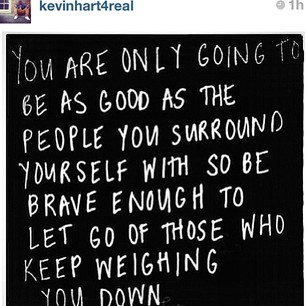 kevinhart4real
1h
YOU ARE ONLY GOING TO
BE AS GOOD AS THE
PEOPLE YOU SURROUND
YOURSELF WITH SO BE
BRAVE ENOUGH TO
LET GO OF THOSE WHO
KEEP WEIGHING
YOU DOWN